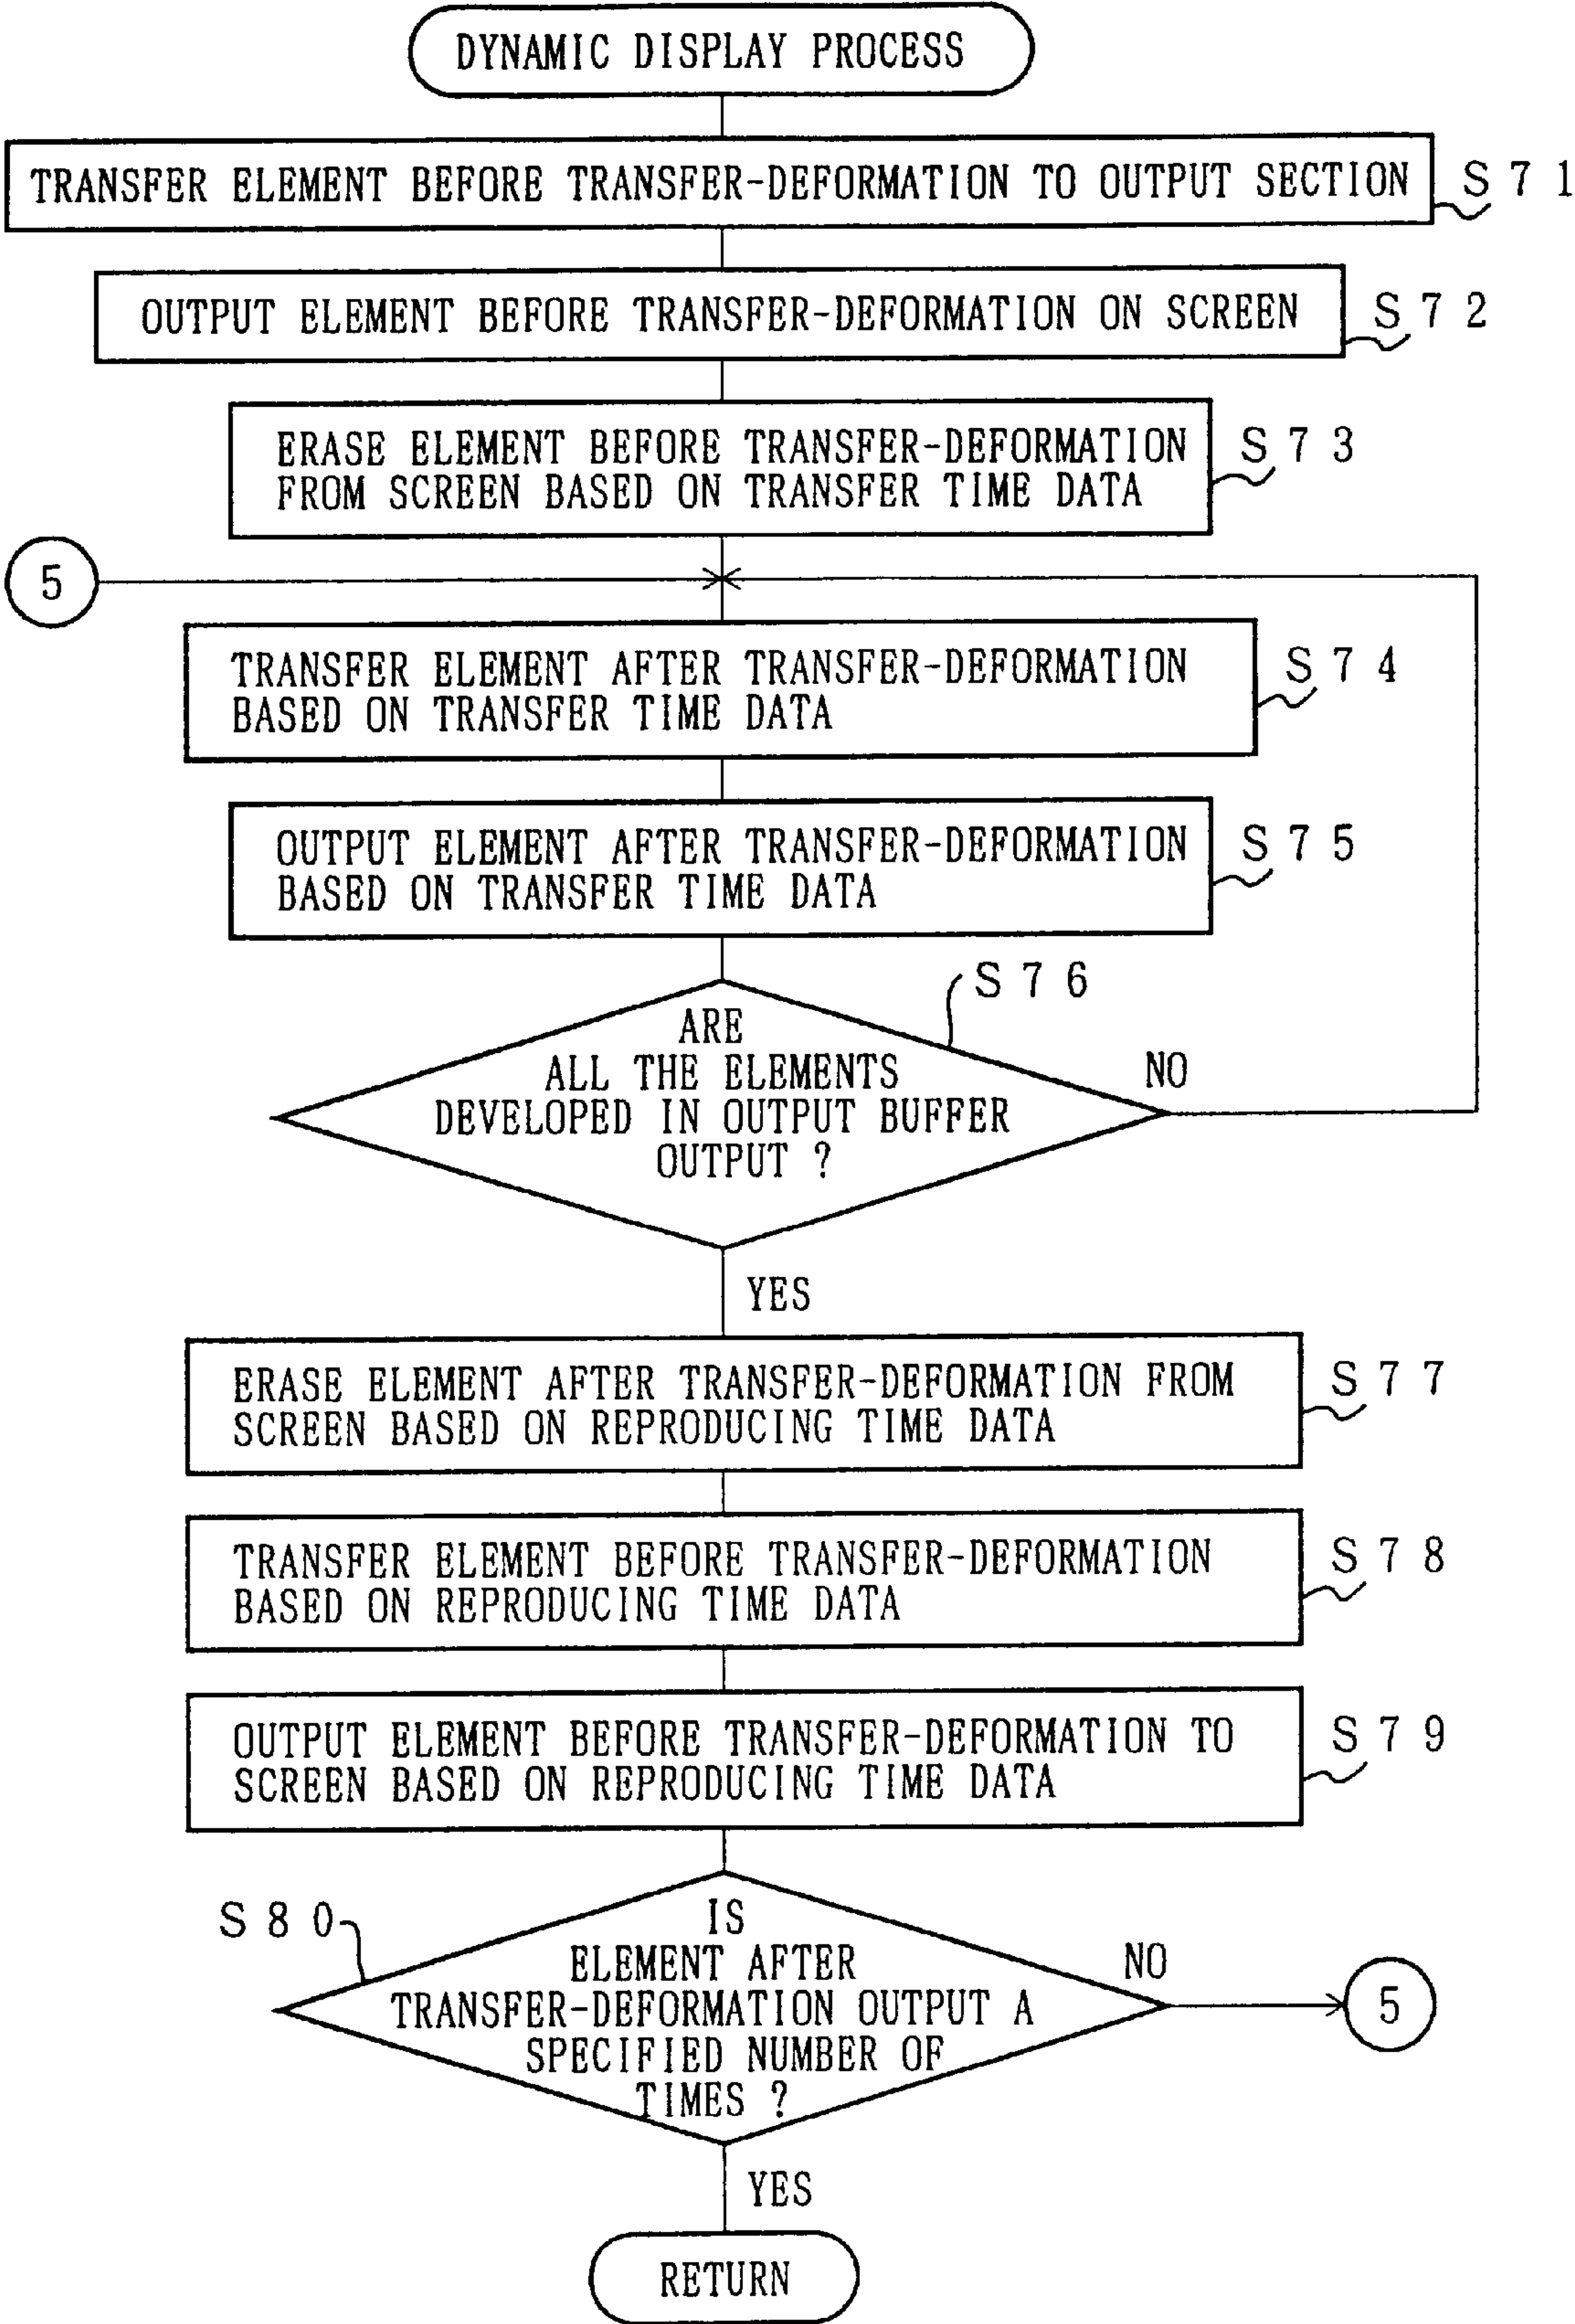 DYNAMIC DISPLAY PROCESS
TRANSFER ELEMENT BEFORE TRANSFER-DEFORMATION TO OUTPUT SECTION
S71
OUTPUT ELEMENT BEFORE TRANSFER-DEFORMATION ON SCREEN
S72
ERASE ELEMENT BEFORE TRANSFER-DEFORMATION
FROM SCREEN BASED ON TRANSFER TIME DATA
S73
5
TRANSFER ELEMENT AFTER TRANSFER-DEFORMATION
BASED ON TRANSFER TIME DATA
S74
OUTPUT ELEMENT AFTER TRANSFER-DEFORMATION
BASED ON TRANSFER TIME DATA
S75
S76
ARE
ALL THE ELEMENTS
DEVELOPED IN OUTPUT BUFFER
OUTPUT ?
NO
YES
ERASE ELEMENT AFTER TRANSFER-DEFORMATION FROM
SCREEN BASED ON REPRODUCING TIME DATA
S77
TRANSFER ELEMENT BEFORE TRANSFER-DEFORMATION
BASED ON REPRODUCING TIME DATA
S78
OUTPUT ELEMENT BEFORE TRANSFER-DEFORMATION TO
SCREEN BASED ON REPRODUCING TIME DATA
S79
S80
IS
ELEMENT AFTER
TRANSFER-DEFORMATION OUTPUT A
SPECIFIED NUMBER OF
TIMES ?
NO
5
YES
RETURN